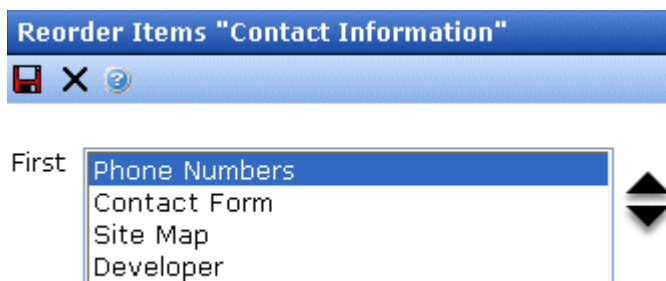 Reorder Items "Contact Information"
First
Phone Numbers
Contact Form
Site Map
Developer